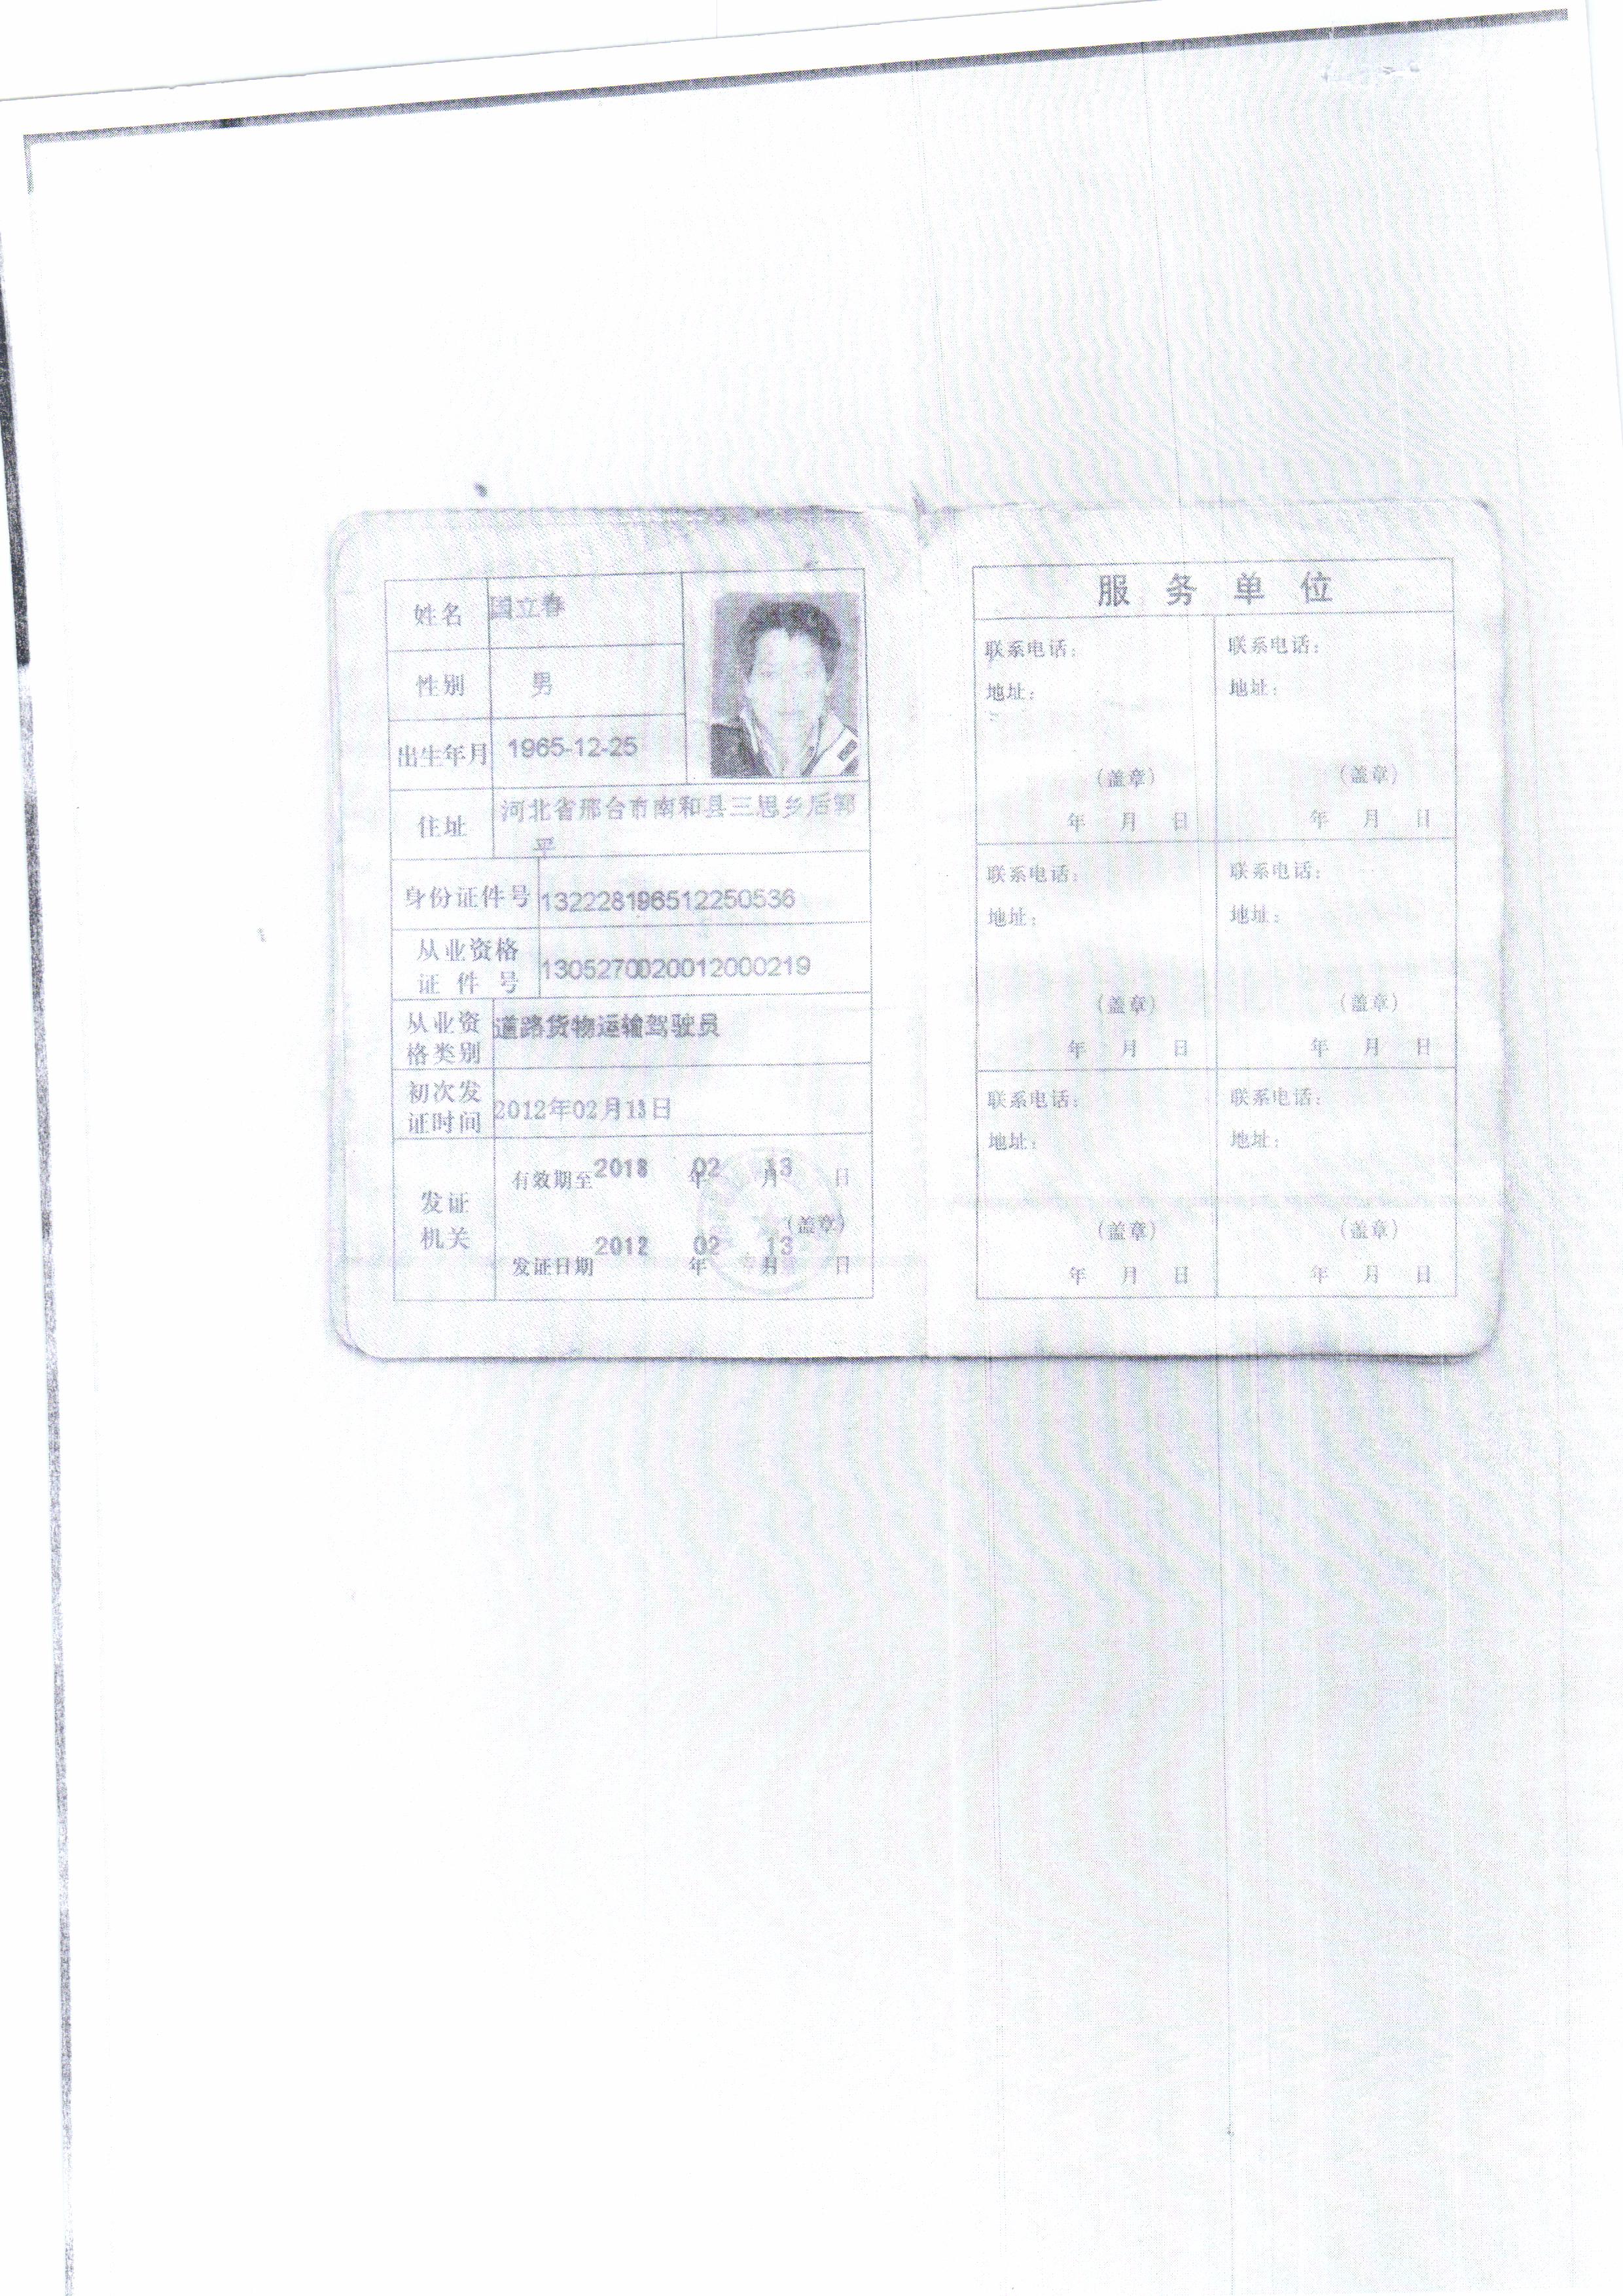 姓名 国立春
性别 男
出生年月 1965-12-25
住址 河北省邢台市南和县三思乡后郭
平
身份证件号 132228196512250536
从业资格
证件号 1305270020012000219
从业资
格类别 道路货物运输驾驶员
初次发
证时间 2012年02月13日
发证
机关
有效期至 2018 年 02 月 13 日
(盖章)
发证日期 2012 年 02 月 13 日
服务单位
联系电话:
地址:
(盖章)
年 月 日
联系电话:
地址:
(盖章)
年 月 日
联系电话:
地址:
(盖章)
年 月 日
联系电话:
地址:
(盖章)
年 月 日
联系电话:
地址:
(盖章)
年 月 日
联系电话:
地址:
(盖章)
年 月 日